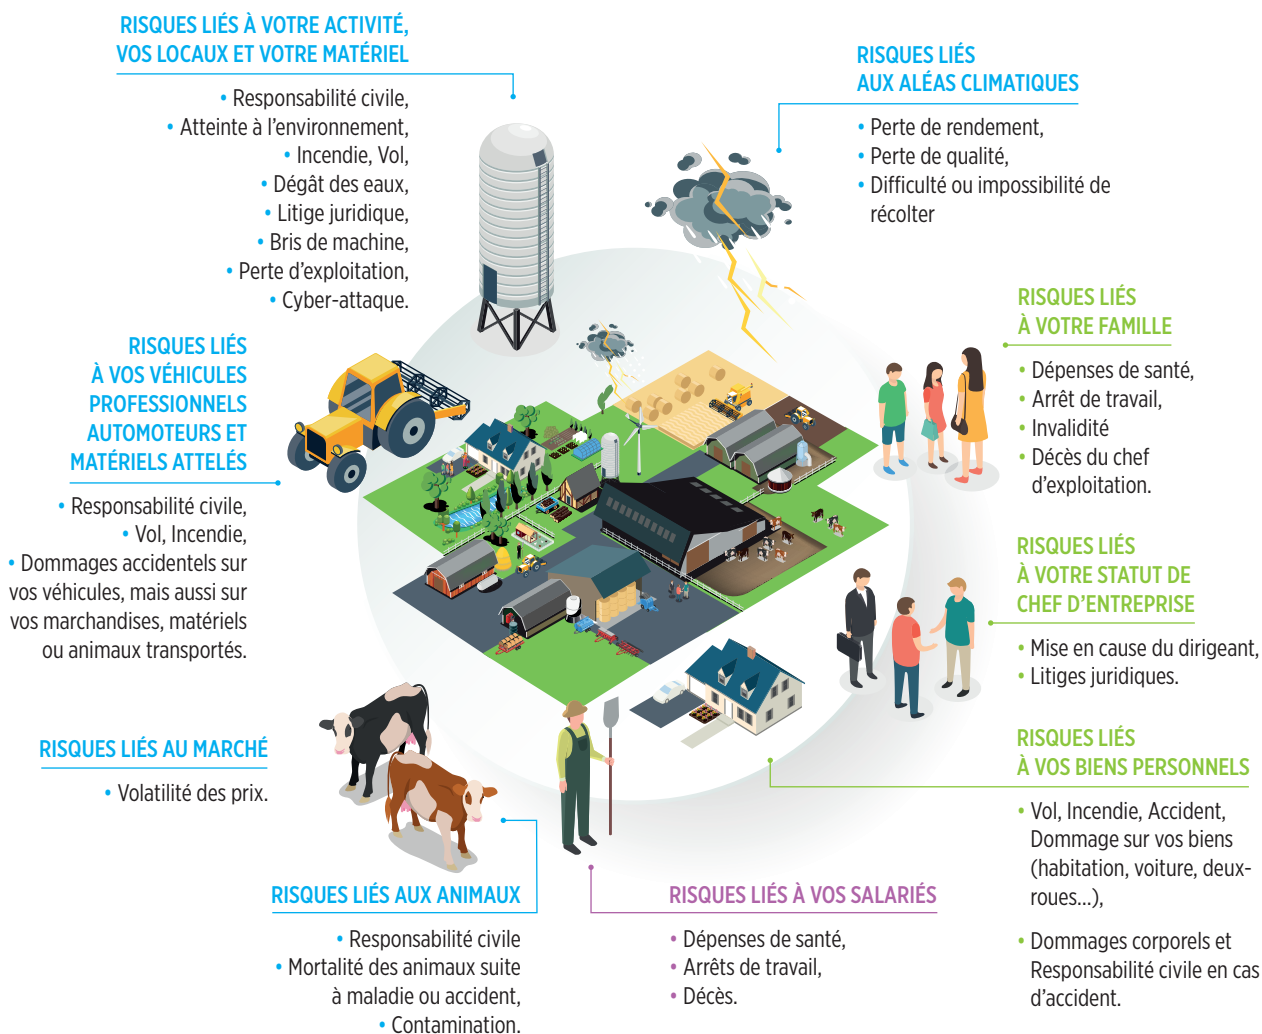 RISQUES LIÉS À VOTRE ACTIVITÉ,
VOS LOCAUX ET VOTRE MATÉRIEL
• Responsabilité civile,
• Atteinte à l’environnement,
• Incendie, Vol,
• Dégât des eaux,
• Litige juridique,
• Bris de machine,
• Perte d’exploitation,
• Cyber-attaque.
RISQUES LIÉS
AUX ALÉAS CLIMATIQUES
• Perte de rendement,
• Perte de qualité,
• Difficulté ou impossibilité de
récolter
RISQUES LIÉS
À VOTRE FAMILLE
• Dépenses de santé,
• Arrêt de travail,
• Invalidité
• Décès du chef
d’exploitation.
RISQUES LIÉS
À VOS VÉHICULES
PROFESSIONNELS
AUTOMOTEURS ET
MATÉRIELS ATTELÉS
• Responsabilité civile,
• Vol, Incendie,
• Dommages accidentels sur
vos véhicules, mais aussi sur
vos marchandises, matériels
ou animaux transportés.
RISQUES LIÉS
À VOTRE STATUT DE
CHEF D’ENTREPRISE
• Mise en cause du dirigeant,
• Litiges juridiques.
RISQUES LIÉS AU MARCHÉ
• Volatilité des prix.
RISQUES LIÉS
À VOS BIENS PERSONNELS
• Vol, Incendie, Accident,
Dommage sur vos biens
(habitation, voiture, deux-
roues...),
• Dommages corporels et
Responsabilité civile en cas
d’accident.
RISQUES LIÉS AUX ANIMAUX
• Responsabilité civile
• Mortalité des animaux suite
à maladie ou accident,
• Contamination.
RISQUES LIÉS À VOS SALARIÉS
• Dépenses de santé,
• Arrêts de travail,
• Décès.